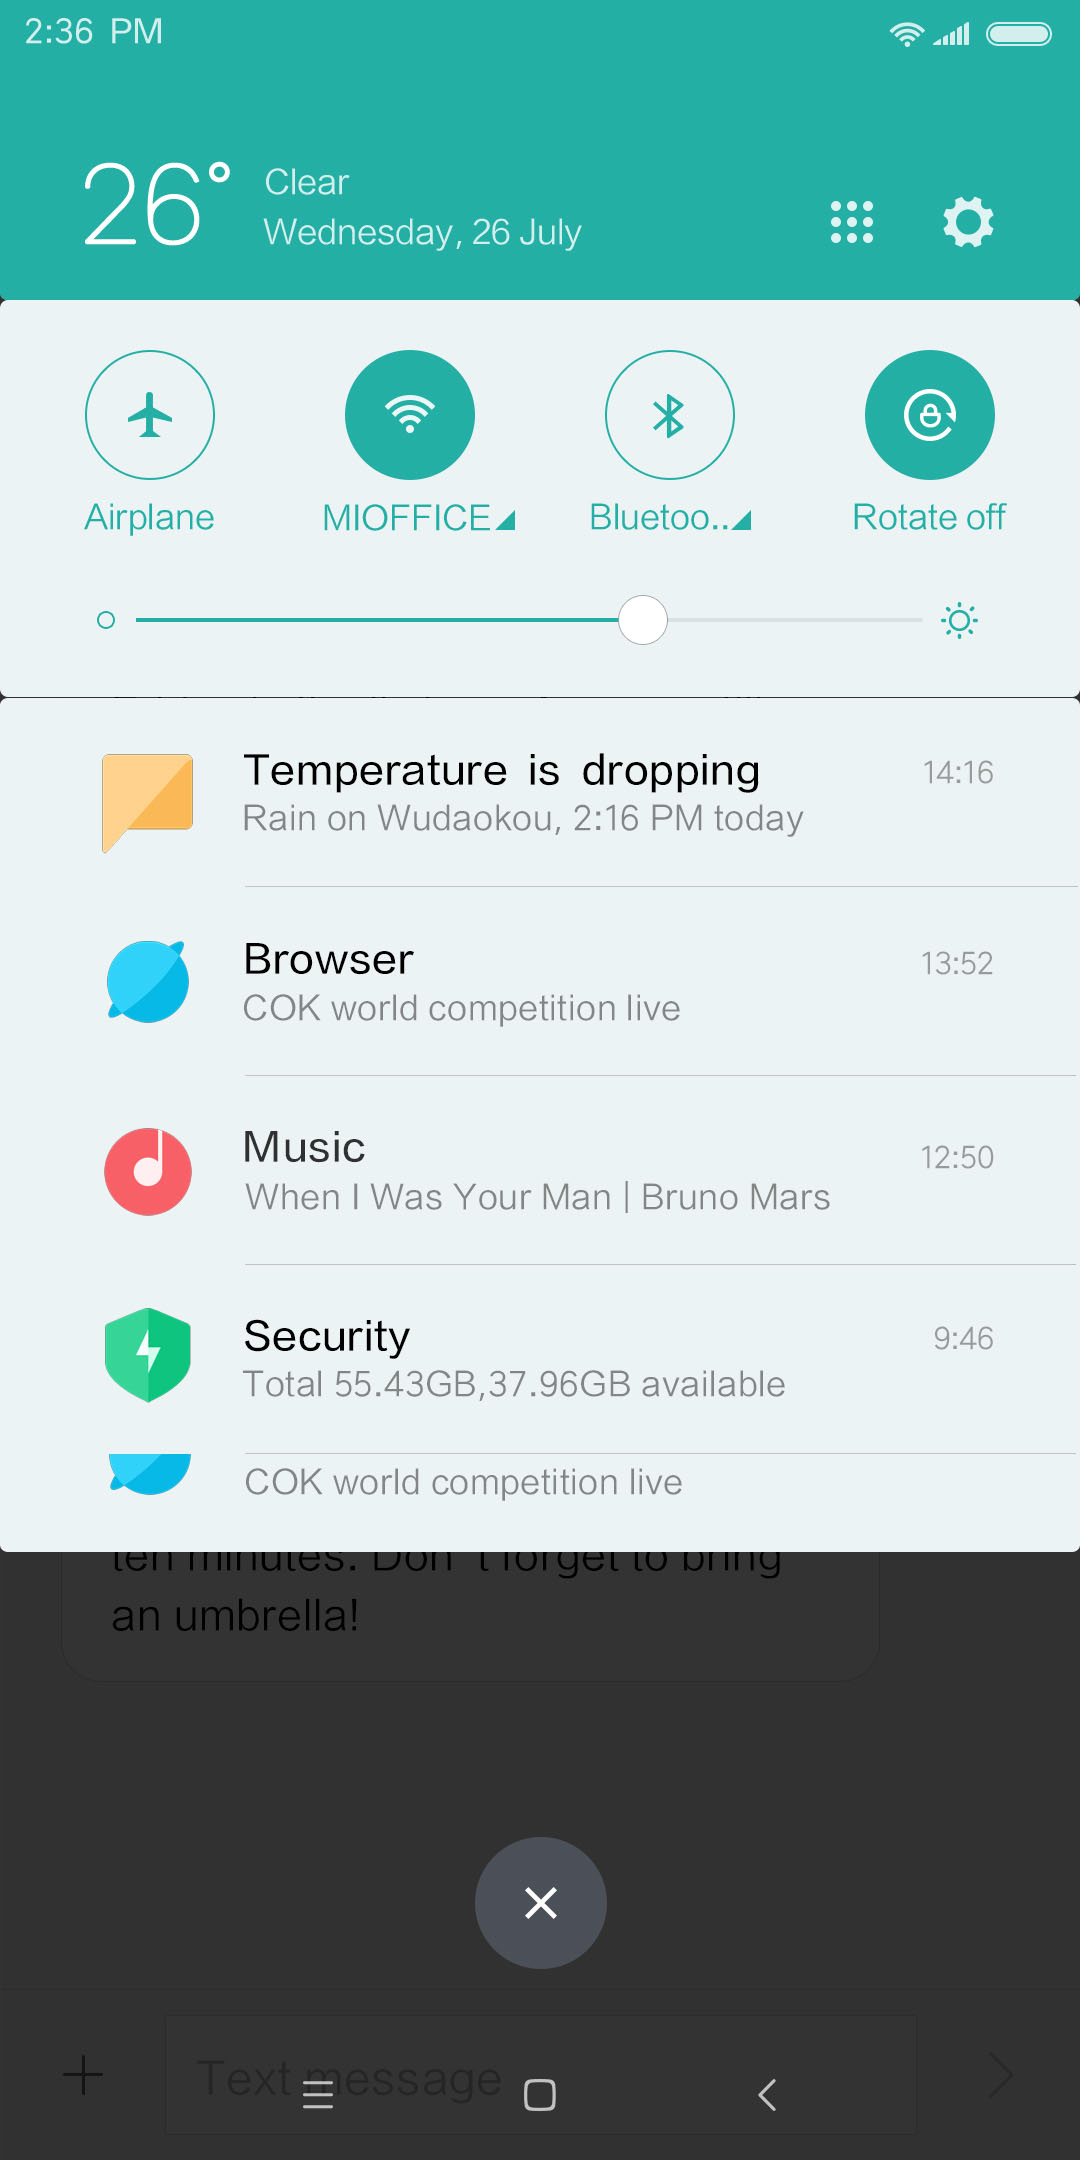 2:36 PM
26°
Clear
Wednesday, 26 July
Airplane
MIOFFICE
Bluetoo..
Rotate off
Temperature is dropping
14:16
Rain on Wudaokou, 2:16 PM today
Browser
13:52
COK world competition live
Music
12:50
When I Was Your Man | Bruno Mars
Security
9:46
Total 55.43GB,37.96GB available
COK world competition live
ten minutes. Don't forget to bring
an umbrella!
Text message